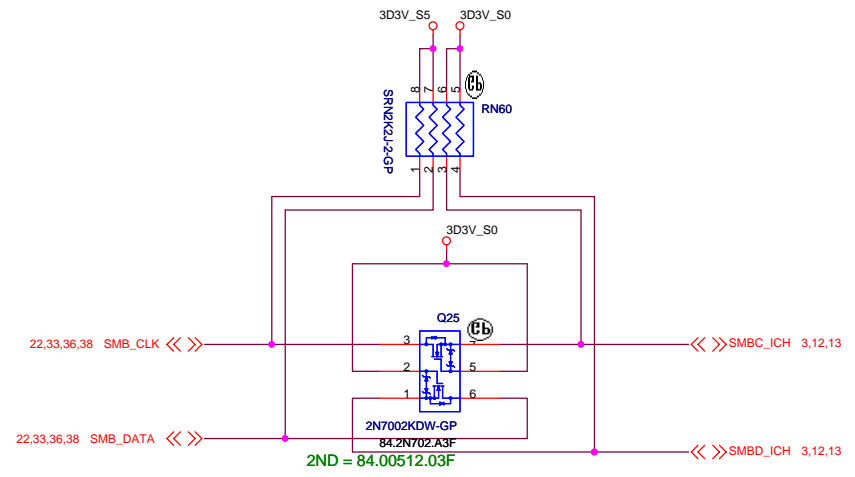 3D3V_S5 3D3V_S0
8 7 6 5
SRN2K2J-2-GP
RN60
1 2 3 4
3D3V_S0
Q25
22,33,36,38 SMB_CLK
3
SMBC_ICH 3,12,13
2 5
1 6
2N7002KDW-GP
84.2N702.A3F
22,33,36,38 SMB_DATA
2ND = 84.00512.03F
SMBD_ICH 3,12,13